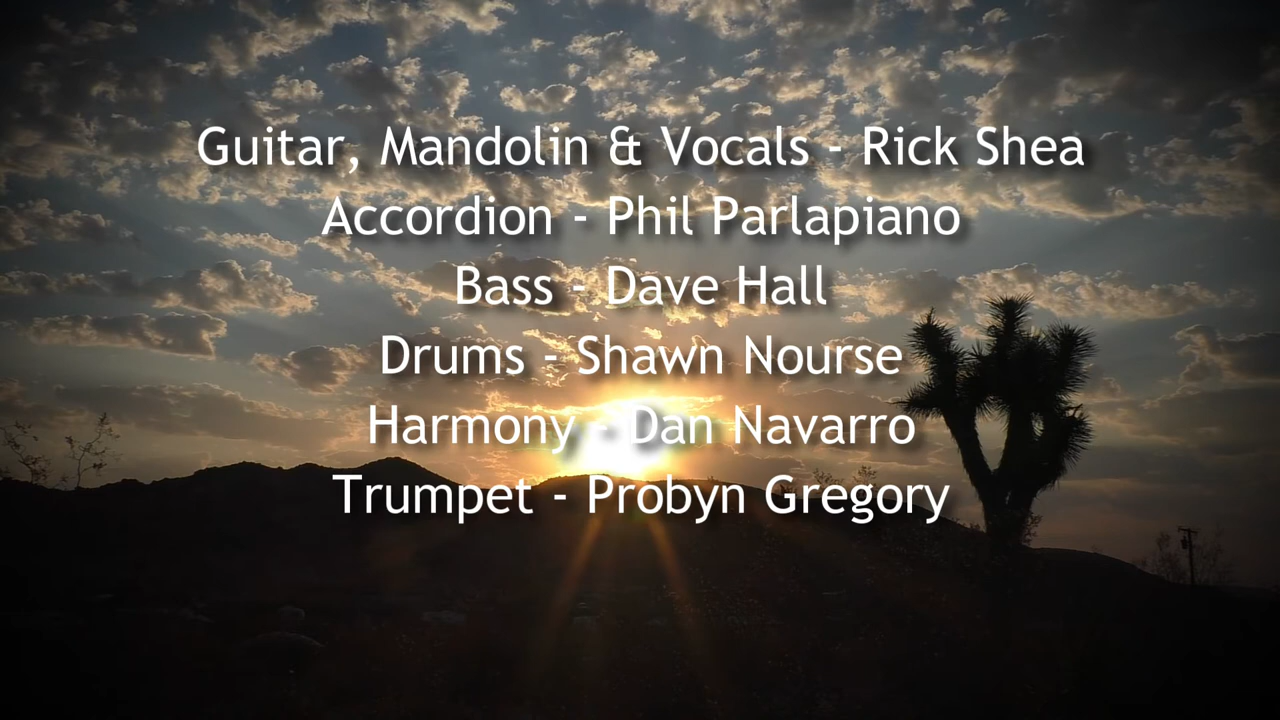 Guitar, Mandolin & Vocals - Rick Shea
Accordion - Phil Parlapiano
Bass - Dave Hall
Drums - Shawn Nourse
Harmony - Dan Navarro
Trumpet - Probyn Gregory